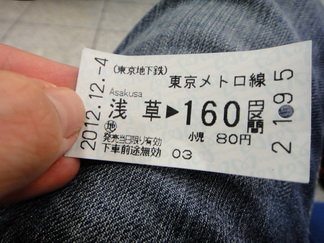 (東京地下鉄)
東京メトロ線
Asakusa
浅草▶160円区間
小児 80円
発売当日限り有効
下車前途無効 03
2012.12.-4
地
2195